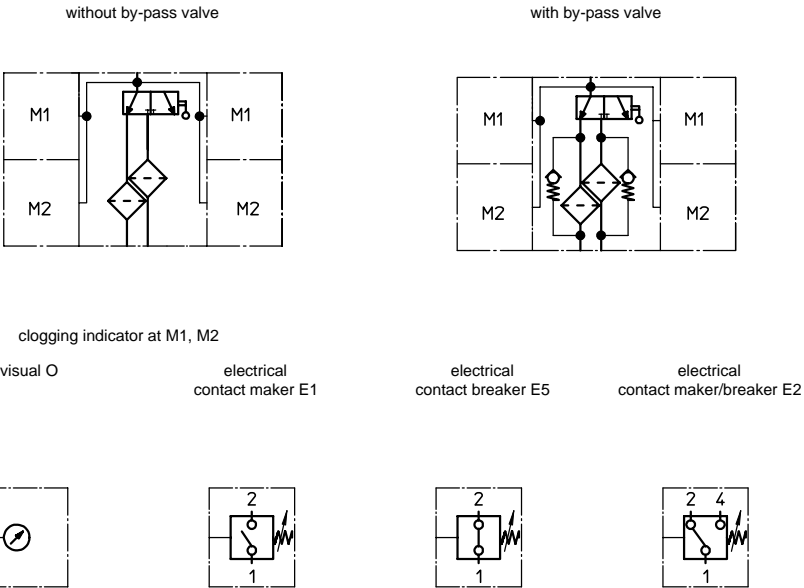 without by-pass valve
with by-pass valve
M1
M1
M2
M2
M1
M1
M2
M2
clogging indicator at M1, M2
visual O
electrical
contact maker E1
electrical
contact breaker E5
electrical
contact maker/breaker E2
2
1
2
1
2 4
1